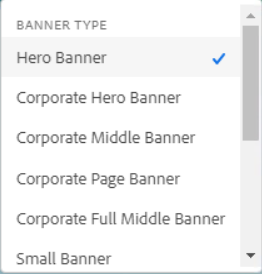 BANNER TYPE
Hero Banner
Corporate Hero Banner
Corporate Middle Banner
Corporate Page Banner
Corporate Full Middle Banner
Small Banner